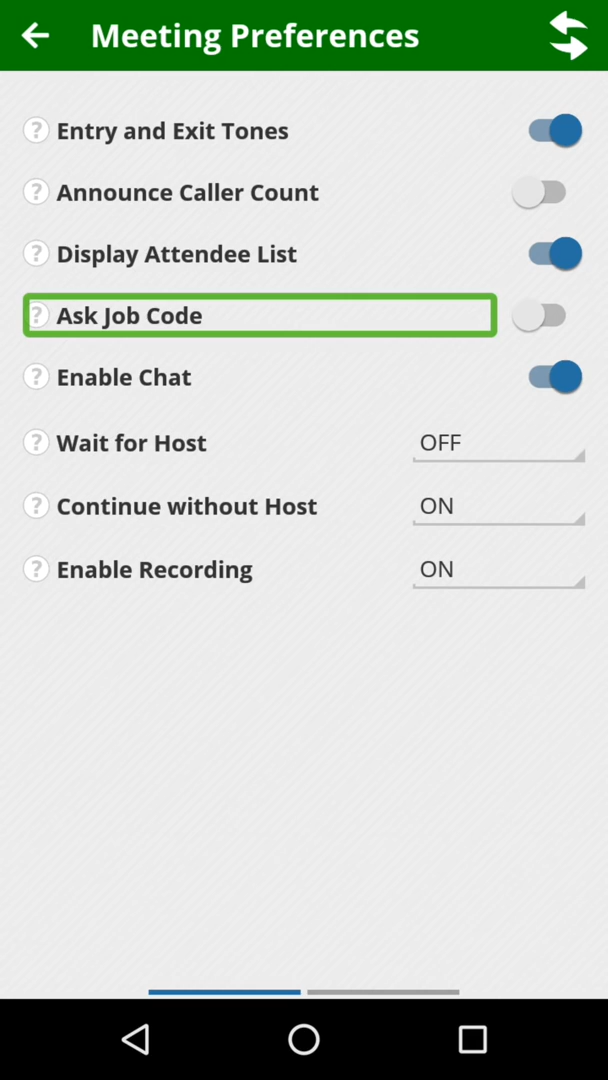 Meeting Preferences
? Entry and Exit Tones
? Announce Caller Count
? Display Attendee List
? Ask Job Code
? Enable Chat
? Wait for Host OFF
? Continue without Host ON
? Enable Recording ON